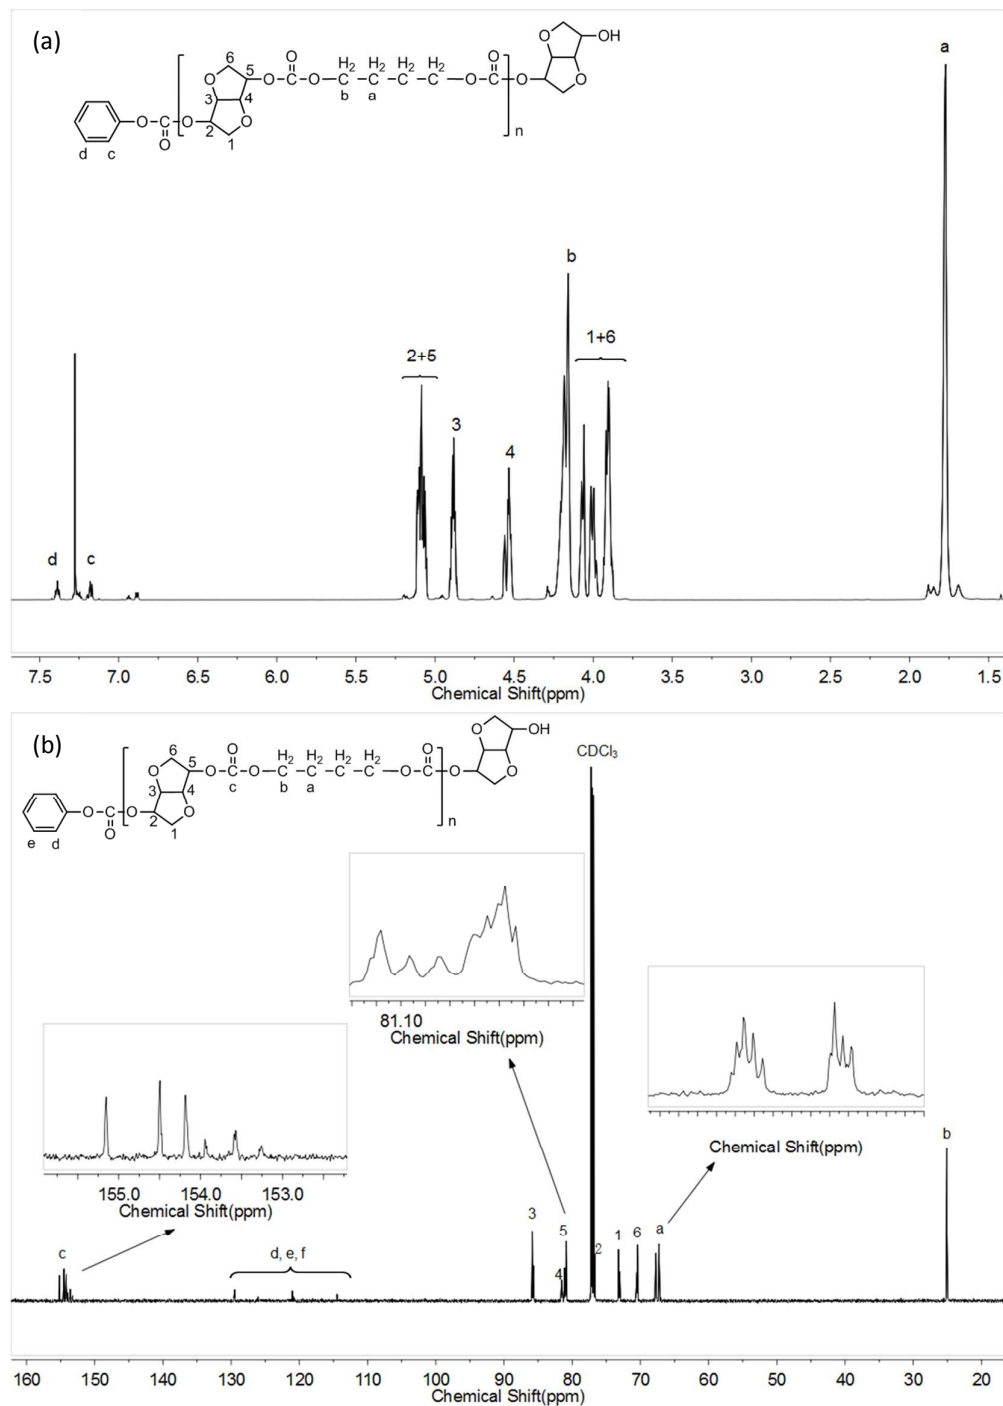 (a)
O
OH
6
O
H₂ H₂ H₂ H₂
O
O
5
O—C—O—C—C—C—C—O—C—O
O
3
4
b
a
O
O—C—O
2
O
1
n
d
c
O
a
b
1+6
2+5
3
4
d
c
7.5 7.0 6.5 6.0 5.5 5.0 4.5 4.0 3.5 3.0 2.5 2.0 1.5
Chemical Shift(ppm)
(b)
O
OH
6
O
H₂ H₂ H₂ H₂
O
O
5
O—C—O—C—C—C—C—O—C—O
O
c
b
a
3
4
O—C—O
O
2
1
n
e
d
O
CDCl₃
81.10
Chemical Shift(ppm)
155.0 154.0 153.0
Chemical Shift(ppm)
Chemical Shift(ppm)
b
3
5
4
2
1
6
a
c
d, e, f
160 150 140 130 120 110 100 90 80 70 60 50 40 30 20
Chemical Shift(ppm)